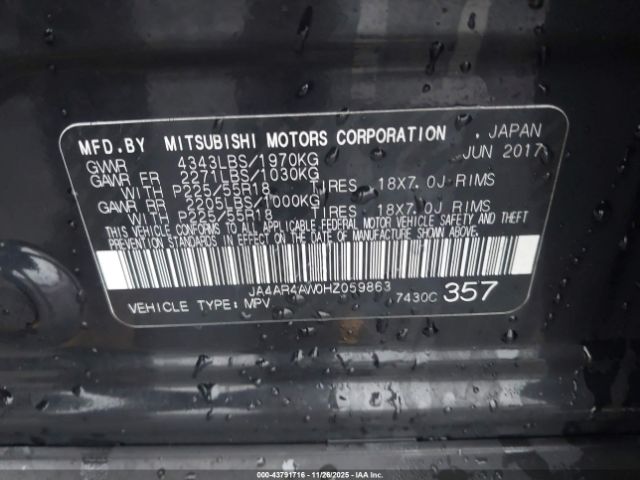 MFD.BY MITSUBISHI MOTORS CORPORATION , JAPAN
GVWR 4343LBS/1970KG JUN 2017
GAWR FR 2271LBS/1030KG
WITH P225/55R18 TIRES, 18X7.0J RIMS
GAWR RR 2205LBS/1000KG
WITH P225/55R18 TIRES, 18X7.0J RIMS
THIS VEHICLE CONFORMS TO ALL APPLICABLE FEDERAL MOTOR VEHICLE SAFETY AND THEFT
PREVENTION STANDARDS IN EFFECT ON THE DATE OF MANUFACTURE SHOWN ABOVE.
JA4AR4AW0HZ059863
VEHICLE TYPE: MPV 7430C 357
000-43791716 - 11/26/2025 - IAAI.com